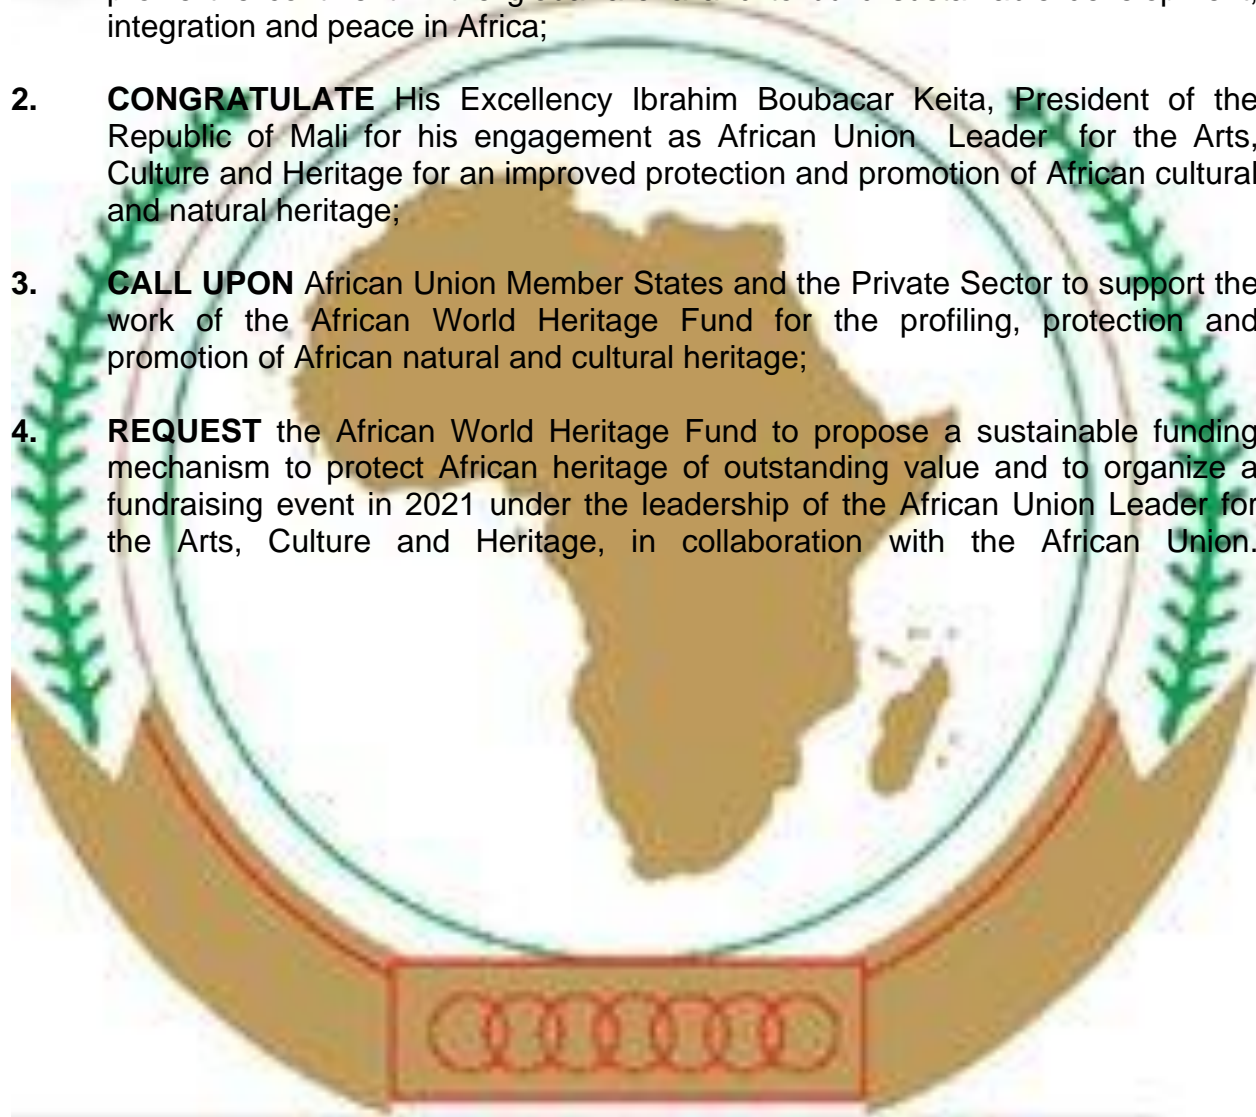 integration and peace in Africa;
2. CONGRATULATE His Excellency Ibrahim Boubacar Keita, President of the
Republic of Mali for his engagement as African Union Leader for the Arts,
Culture and Heritage for an improved protection and promotion of African cultural
and natural heritage;
3. CALL UPON African Union Member States and the Private Sector to support the
work of the African World Heritage Fund for the profiling, protection and
promotion of African natural and cultural heritage;
4. REQUEST the African World Heritage Fund to propose a sustainable funding
mechanism to protect African heritage of outstanding value and to organize a
fundraising event in 2021 under the leadership of the African Union Leader for
the Arts, Culture and Heritage, in collaboration with the African Union.